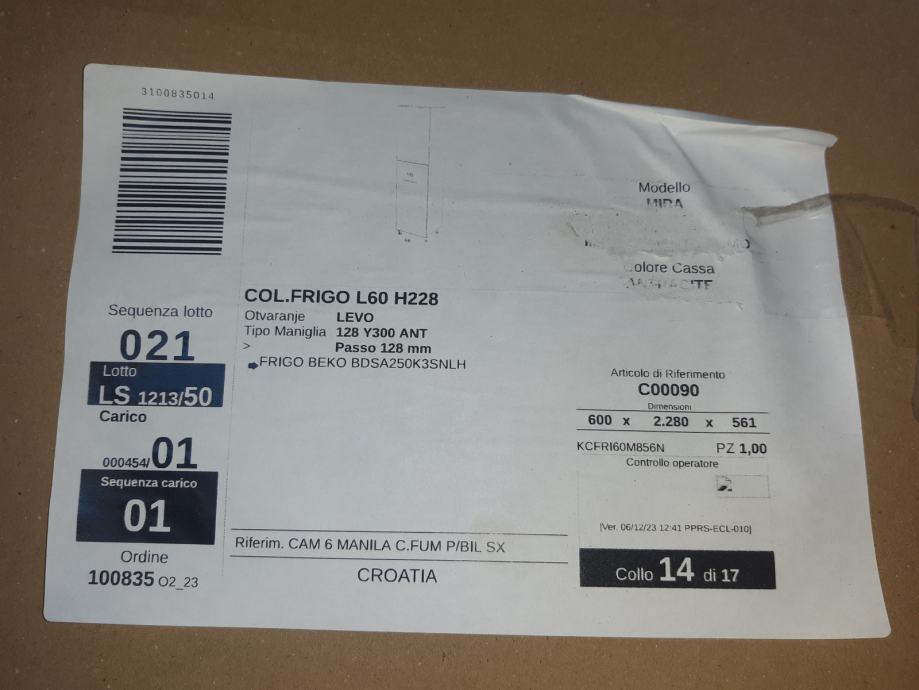 3100835014
Modello
MIRA
Colore Cassa
ANTRACITE
COL.FRIGO L60 H228
Otvaranje LEVO
Tipo Maniglia 128 Y300 ANT
> Passo 128 mm
FRIGO BEKO BDSA250K3SNLH
Sequenza lotto
021
Lotto
LS 1213/50
Carico
000454/01
Sequenza carico
01
Ordine
100835 O2_23
Articolo di Riferimento
C00090
Dimensioni
600 x 2.280 x 561
KCFRI60M856N PZ 1,00
Controllo operatore
[Ver. 06/12/23 12:41 PPRS-ECL-010]
Riferim. CAM 6 MANILA C.FUM P/BIL SX
CROATIA
Collo 14 di 17